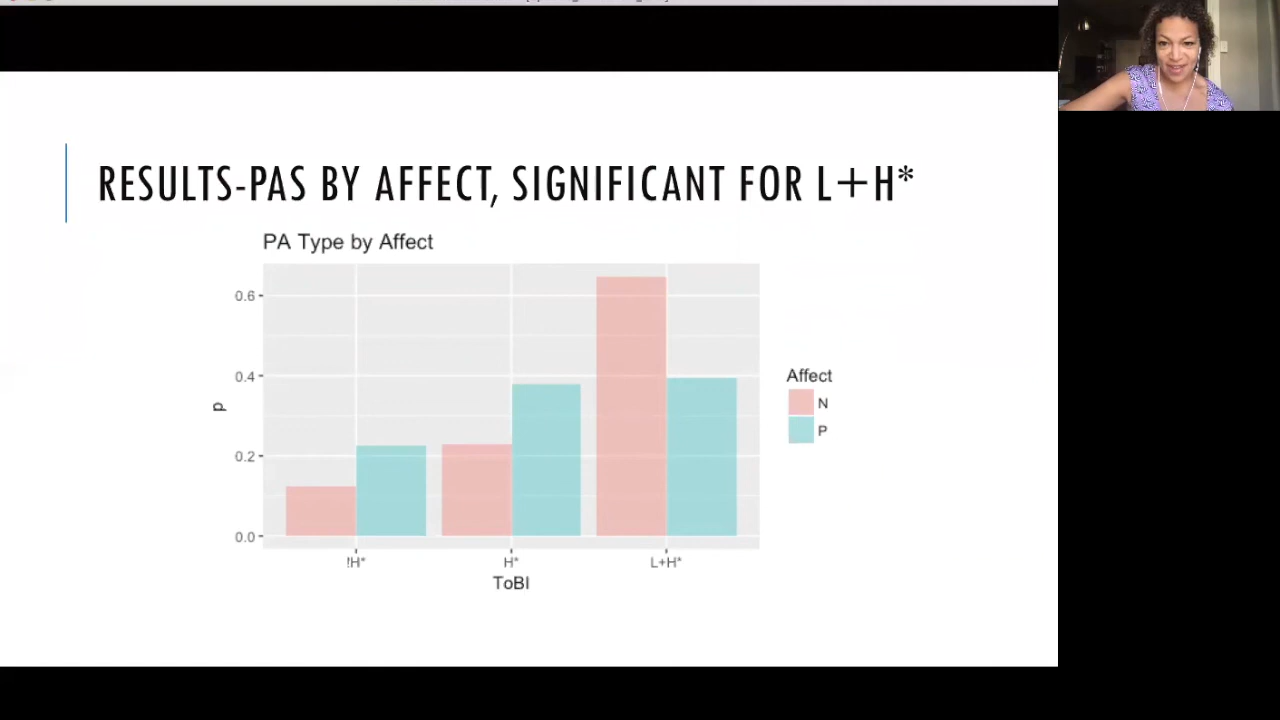 RESULTS-PAS BY AFFECT, SIGNIFICANT FOR L+H*
PA Type by Affect
0.6
0.4
0.2
0.0
p
!H*
H*
L+H*
ToBI
Affect
N
P